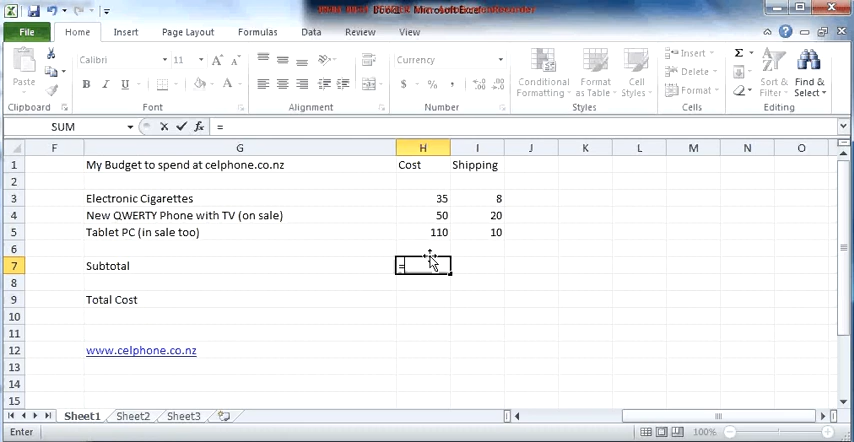 Book1 - Microsoft Excel
File Home Insert Page Layout Formulas Data Review View
Paste Calibri 11 Currency Conditional Formatting Format as Table Cell Styles Insert Delete Format Sort & Filter Find & Select
Clipboard Font Alignment Number Styles Cells Editing
SUM fx =
F G H I J K L M N O
1 My Budget to spend at celphone.co.nz Cost Shipping
2
3 Electronic Cigarettes 35 8
4 New QWERTY Phone with TV (on sale) 50 20
5 Tablet PC (in sale too) 110 10
6
7 Subtotal =
8
9 Total Cost
10
11
12 www.celphone.co.nz
13
14
15
Sheet1 Sheet2 Sheet3
Enter 100%